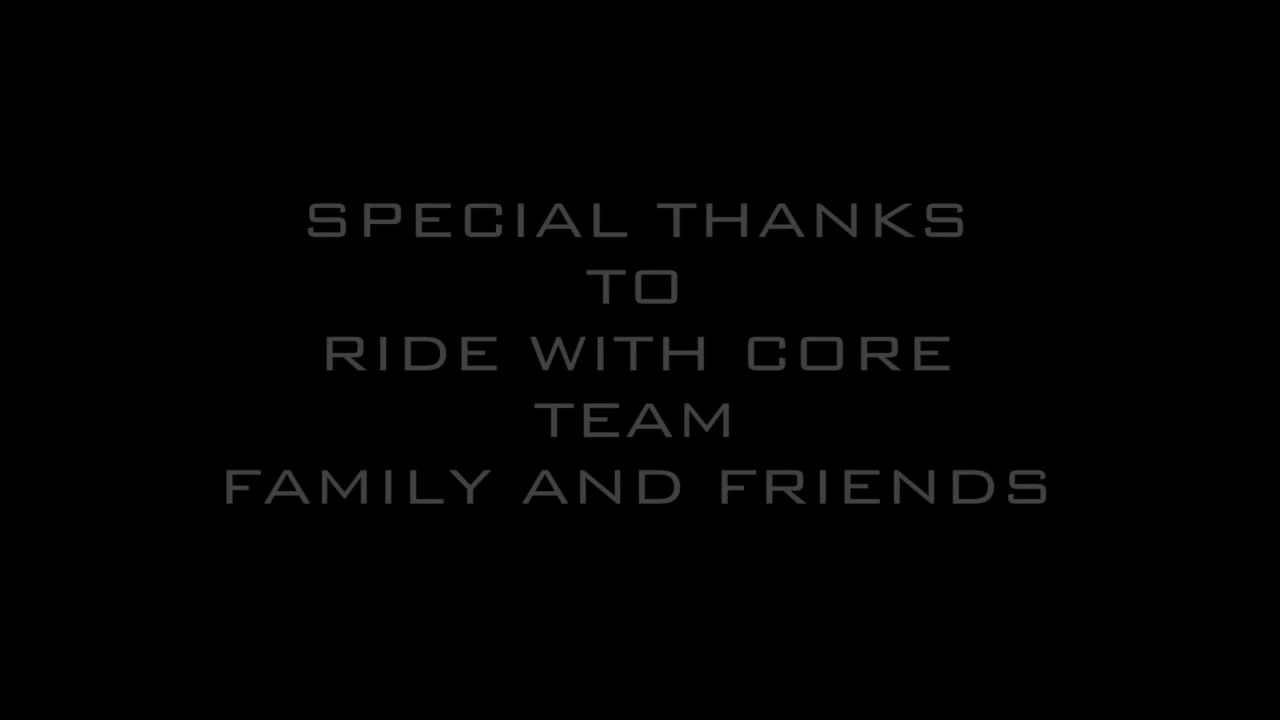 SPECIAL THANKS
TO
RIDE WITH CORE
TEAM
FAMILY AND FRIENDS